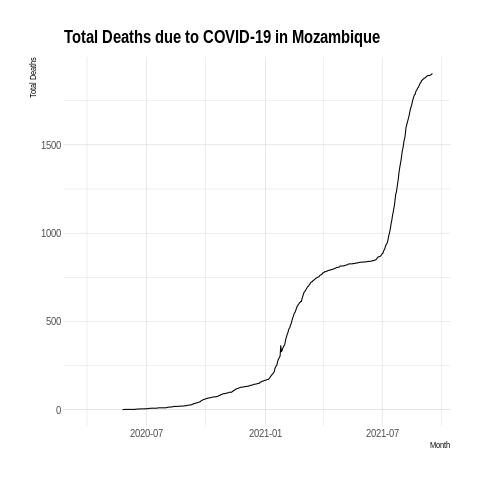 Total Deaths due to COVID-19 in Mozambique
Total Deaths
1500
1000
500
0
2020-07
2021-01
2021-07
Month